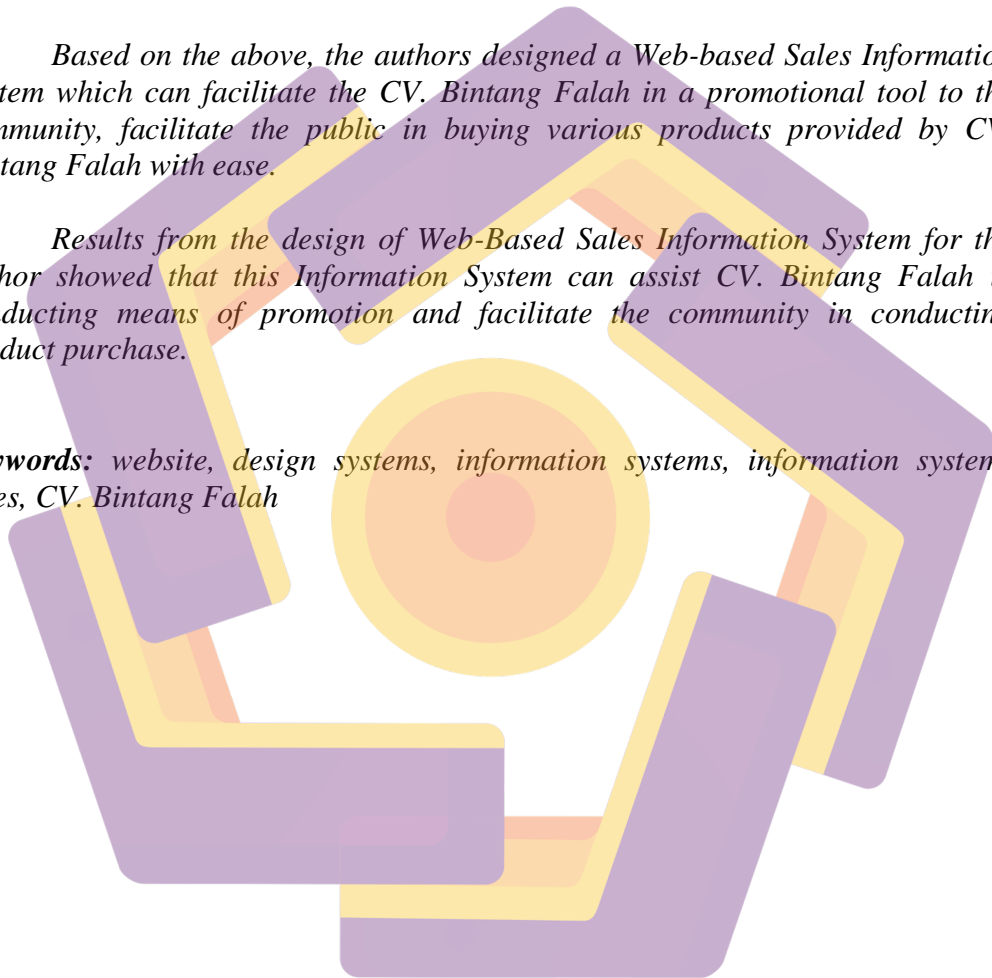 Based on the above, the authors designed a Web-based Sales Informatio
tem which can facilitate the CV. Bintang Falah in a promotional tool to th
mmunity, facilitate the public in buying various products provided by CV
tang Falah with ease.
Results from the design of Web-Based Sales Information System for th
hor showed that this Information System can assist CV. Bintang Falah
nducting means of promotion and facilitate the community in conductin
duct purchase.
ywords: website, design systems, information systems, information system
es, CV. Bintang Falah